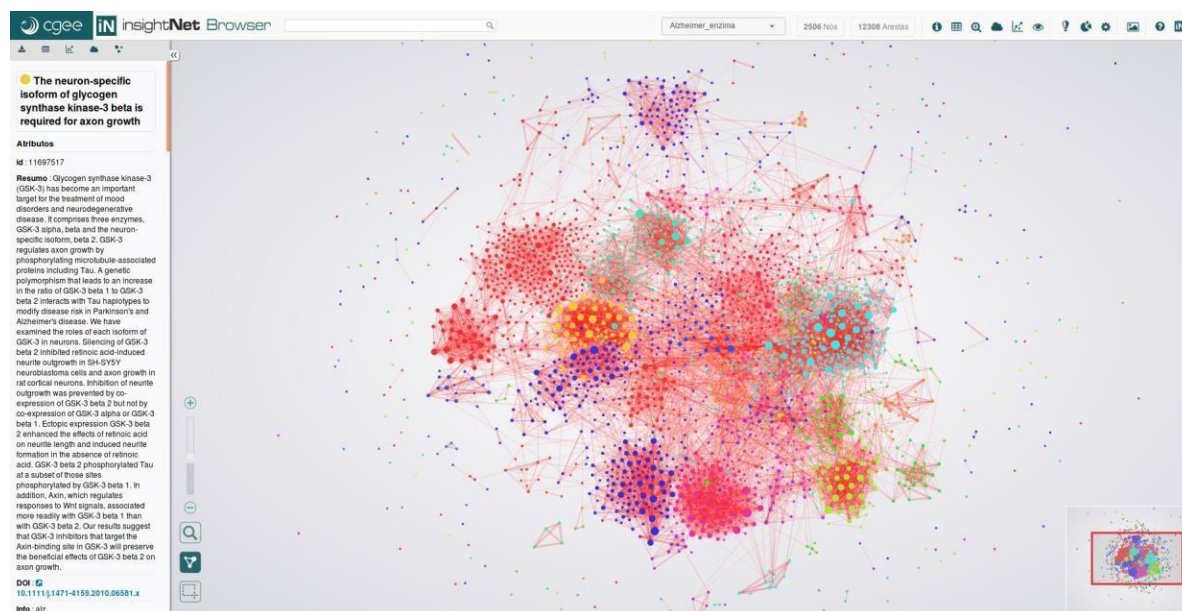 cgee iN insightNet Browser
Alzheimer_enzima
2506 Nós
12308 Arestas
The neuron-specific
isoform of glycogen
synthase kinase-3 beta is
required for axon growth
Atributos
id : 11697517
Resumo : Glycogen synthase kinase-3
(GSK-3) has become an important
target for the treatment of mood
disorders and neurodegenerative
disease. It comprises three enzymes,
GSK-3 alpha, beta and the neuron-
specific isoform, beta 2. GSK-3
regulates axon growth by
phosphorylating microtubule-associated
proteins including Tau. A genetic
polymorphism that leads to an increase
in the ratio of GSK-3 beta 1 to GSK-3
beta 2 interacts with Tau haplotypes to
modify disease risk in Parkinson's and
Alzheimer's disease. We have
examined the roles of each isoform of
GSK-3 in neurons. Silencing of GSK-3
beta 2 inhibited retinoic acid-induced
neurite outgrowth in SH-SY5Y
neuroblastoma cells and axon growth in
rat cortical neurons. Inhibition of neurite
outgrowth was prevented by co-
expression of GSK-3 beta 2 but not by
co-expression of GSK-3 alpha or GSK-3
beta 1. Ectopic expression GSK-3 beta
2 enhanced the effects of retinoic acid
on neurite length and induced neurite
formation in the absence of retinoic
acid. GSK-3 beta 2 phosphorylated Tau
at a subset of those sites
phosphorylated by GSK-3 beta 1. In
addition, Axin, which regulates
responses to Wnt signals, associated
more readily with GSK-3 beta 1 than
with GSK-3 beta 2. Our results suggest
that GSK-3 inhibitors that target the
Axin-binding site in GSK-3 will preserve
the beneficial effects of GSK-3 beta 2 on
axon growth.
DOI :
10.1111/j.1471-4159.2010.06581.x
Info : alz